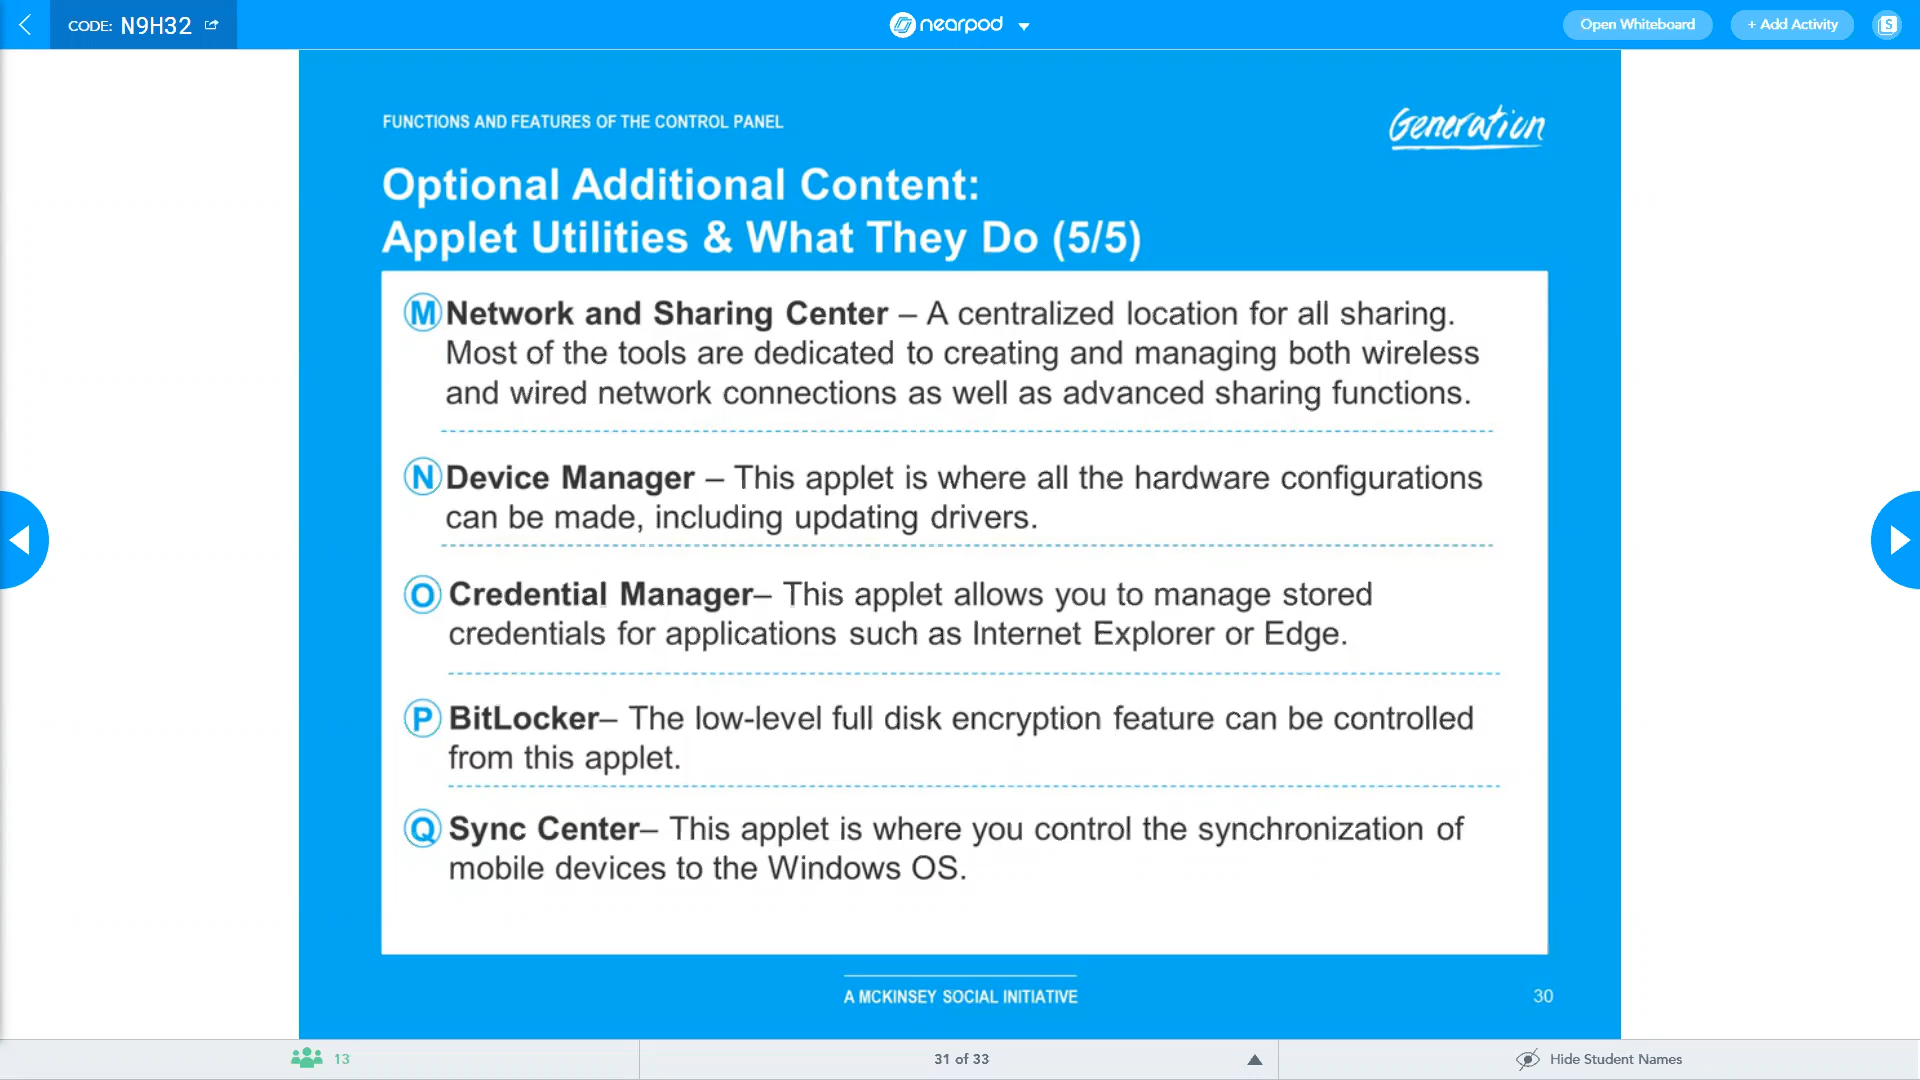 CODE: N9H32
nearpod
Open Whiteboard
+ Add Activity
S
FUNCTIONS AND FEATURES OF THE CONTROL PANEL
Generation
Optional Additional Content:
Applet Utilities & What They Do (5/5)
M Network and Sharing Center – A centralized location for all sharing.
Most of the tools are dedicated to creating and managing both wireless
and wired network connections as well as advanced sharing functions.
N Device Manager – This applet is where all the hardware configurations
can be made, including updating drivers.
O Credential Manager– This applet allows you to manage stored
credentials for applications such as Internet Explorer or Edge.
P BitLocker– The low-level full disk encryption feature can be controlled
from this applet.
Q Sync Center– This applet is where you control the synchronization of
mobile devices to the Windows OS.
A MCKINSEY SOCIAL INITIATIVE
30
13
31 of 33
Hide Student Names